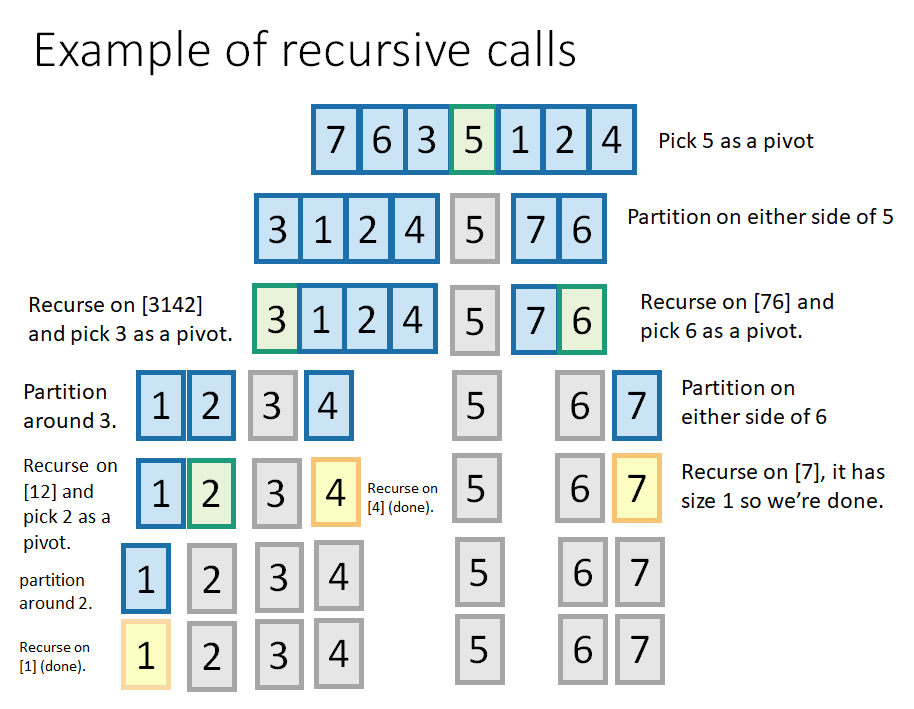 Example of recursive calls
7 6 3 5 1 2 4
Pick 5 as a pivot
3 1 2 4 5 7 6
Partition on either side of 5
Recurse on [3142]
and pick 3 as a pivot.
3 1 2 4 5 7 6
Recurse on [76] and
pick 6 as a pivot.
Partition
around 3.
1 2 3 4 5 6 7
Partition on
either side of 6
Recurse on
[12] and
pick 2 as a
pivot.
1 2 3 4
Recurse on
[4] (done).
5 6 7
Recurse on [7], it has
size 1 so we’re done.
partition
around 2.
1 2 3 4 5 6 7
Recurse on
[1] (done).
1 2 3 4 5 6 7